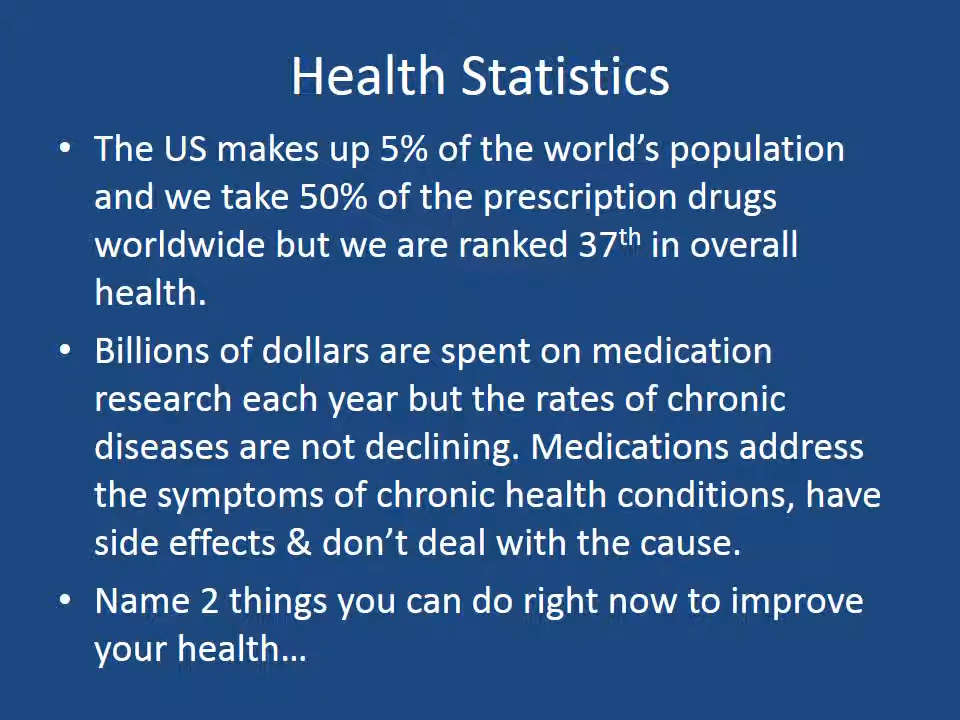 Health Statistics
• The US makes up 5% of the world's population
and we take 50% of the prescription drugs
worldwide but we are ranked 37th in overall
health.
• Billions of dollars are spent on medication
research each year but the rates of chronic
diseases are not declining. Medications address
the symptoms of chronic health conditions, have
side effects & don't deal with the cause.
• Name 2 things you can do right now to improve
your health…